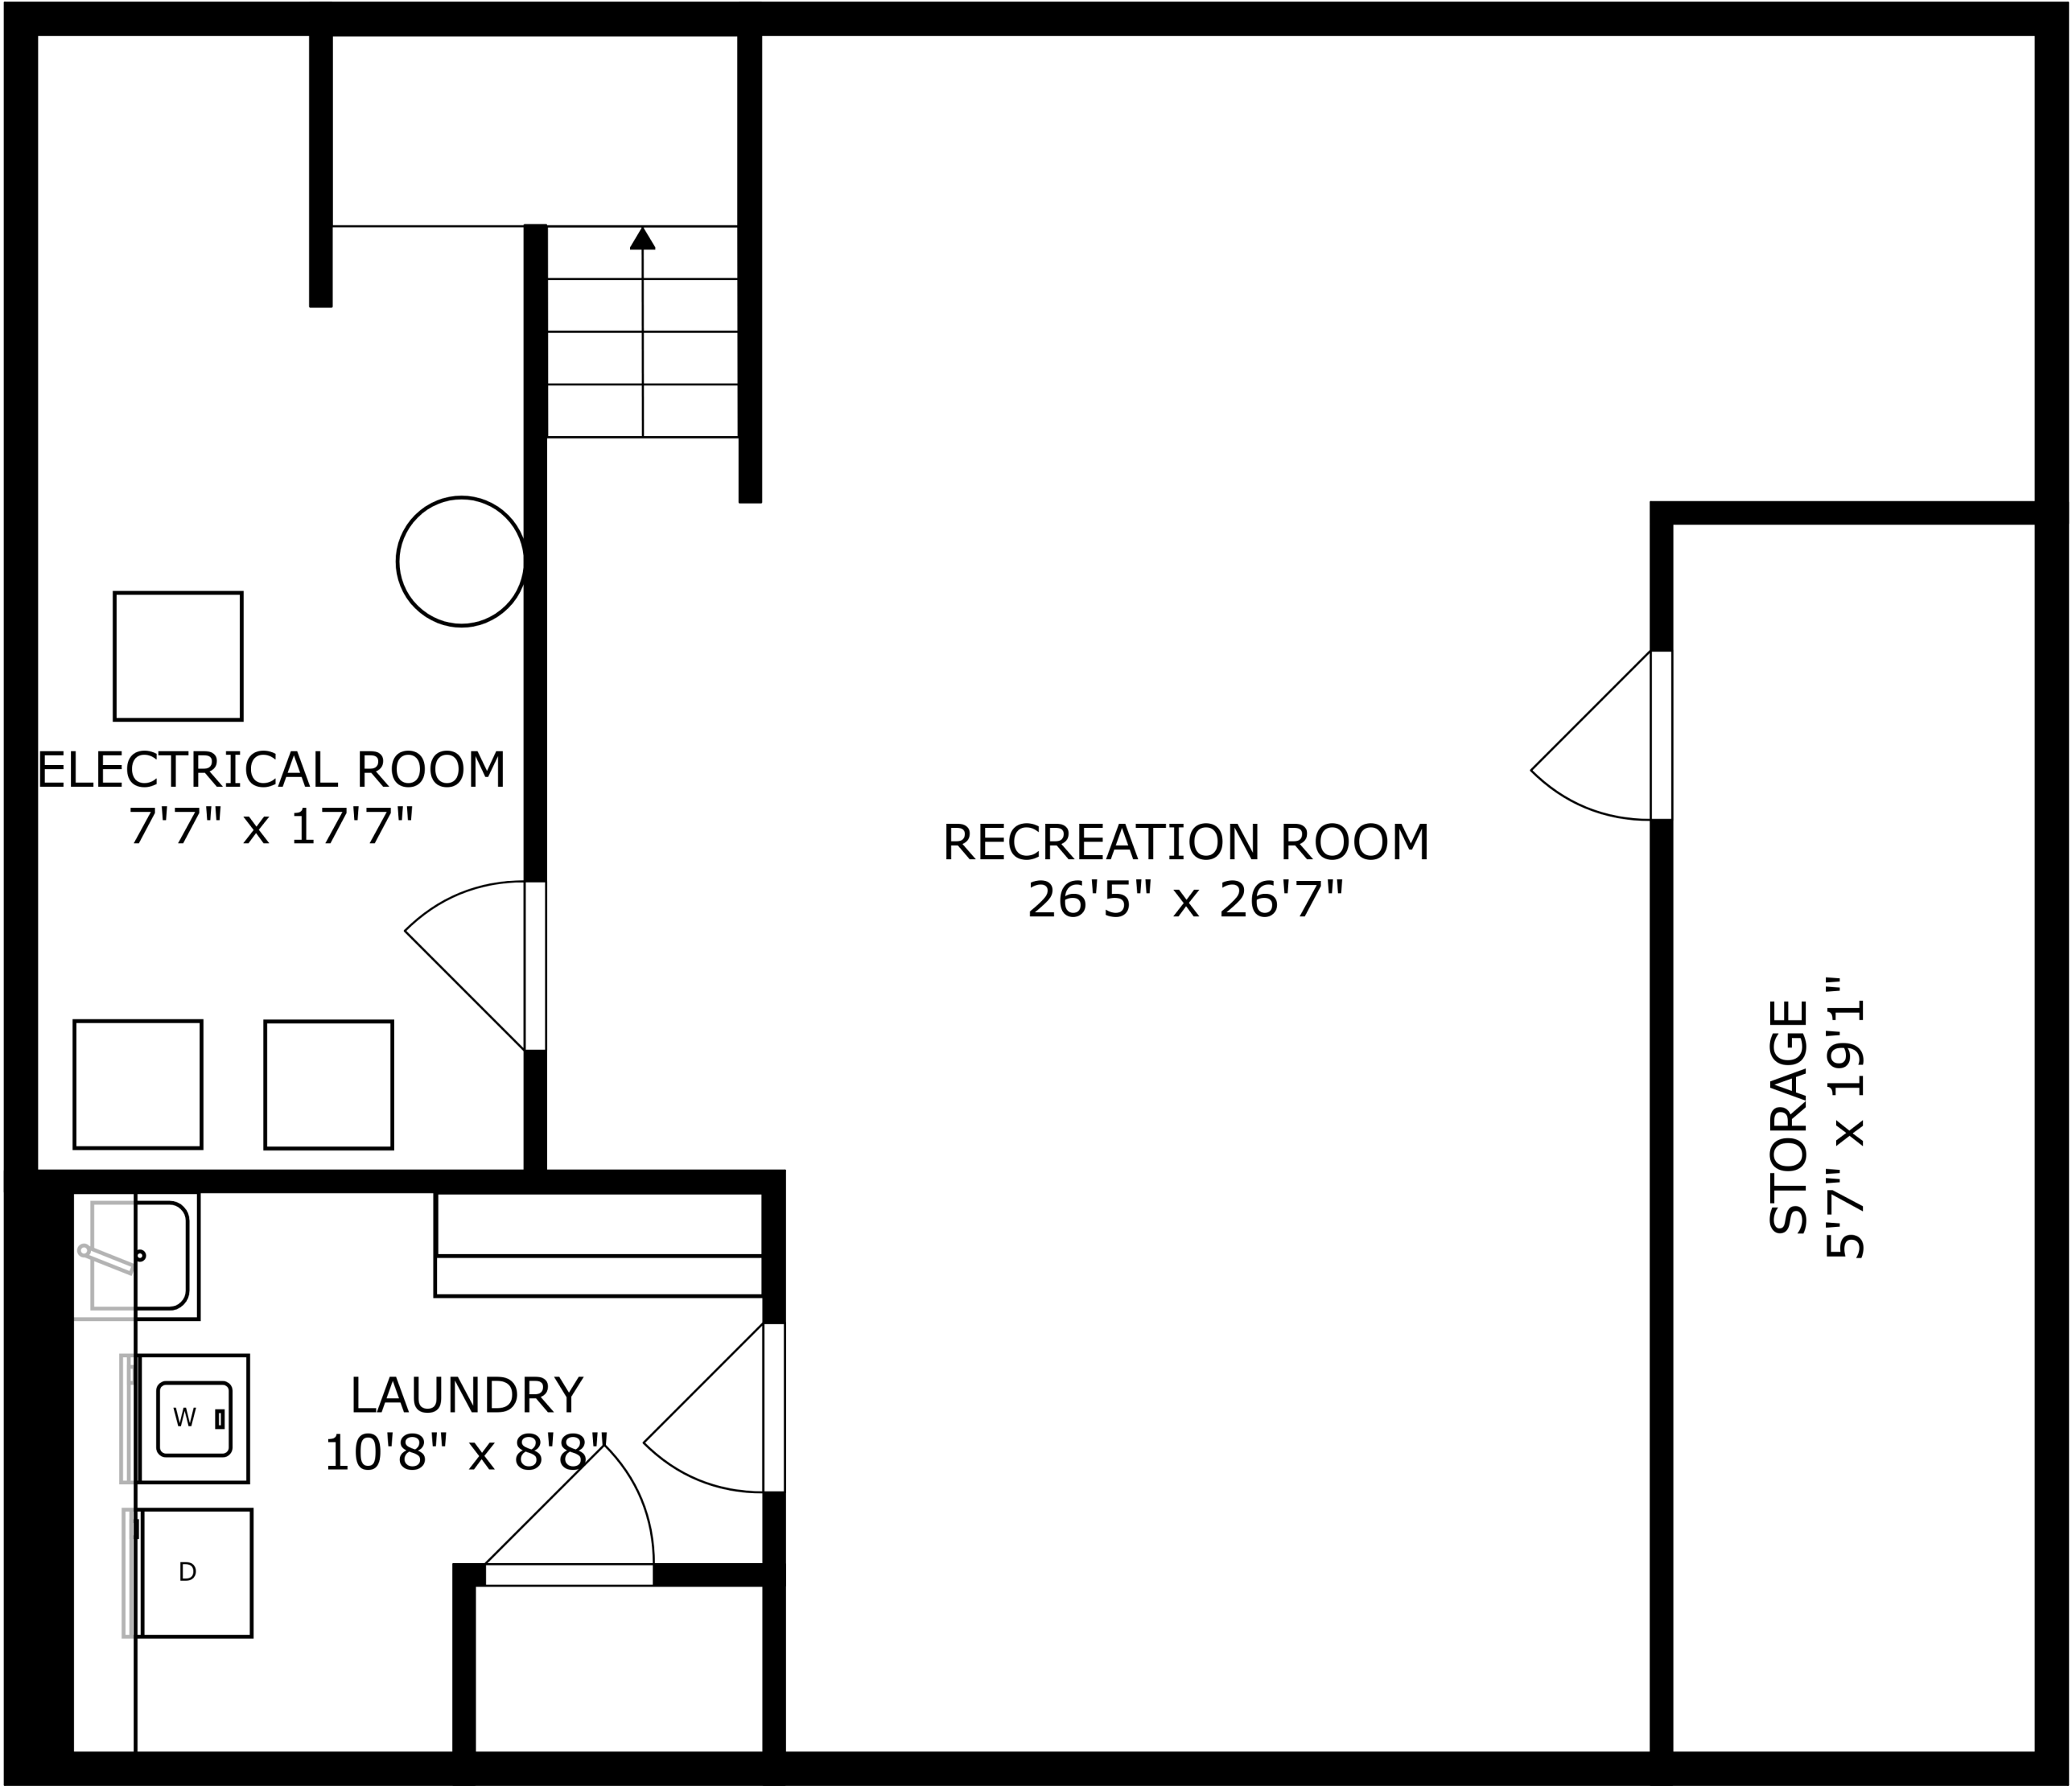 ELECTRICAL ROOM
7'7" x 17'7"
RECREATION ROOM
26'5" x 26'7"
STORAGE
5'7" x 19'1"
LAUNDRY
10'8" x 8'8"
W
D